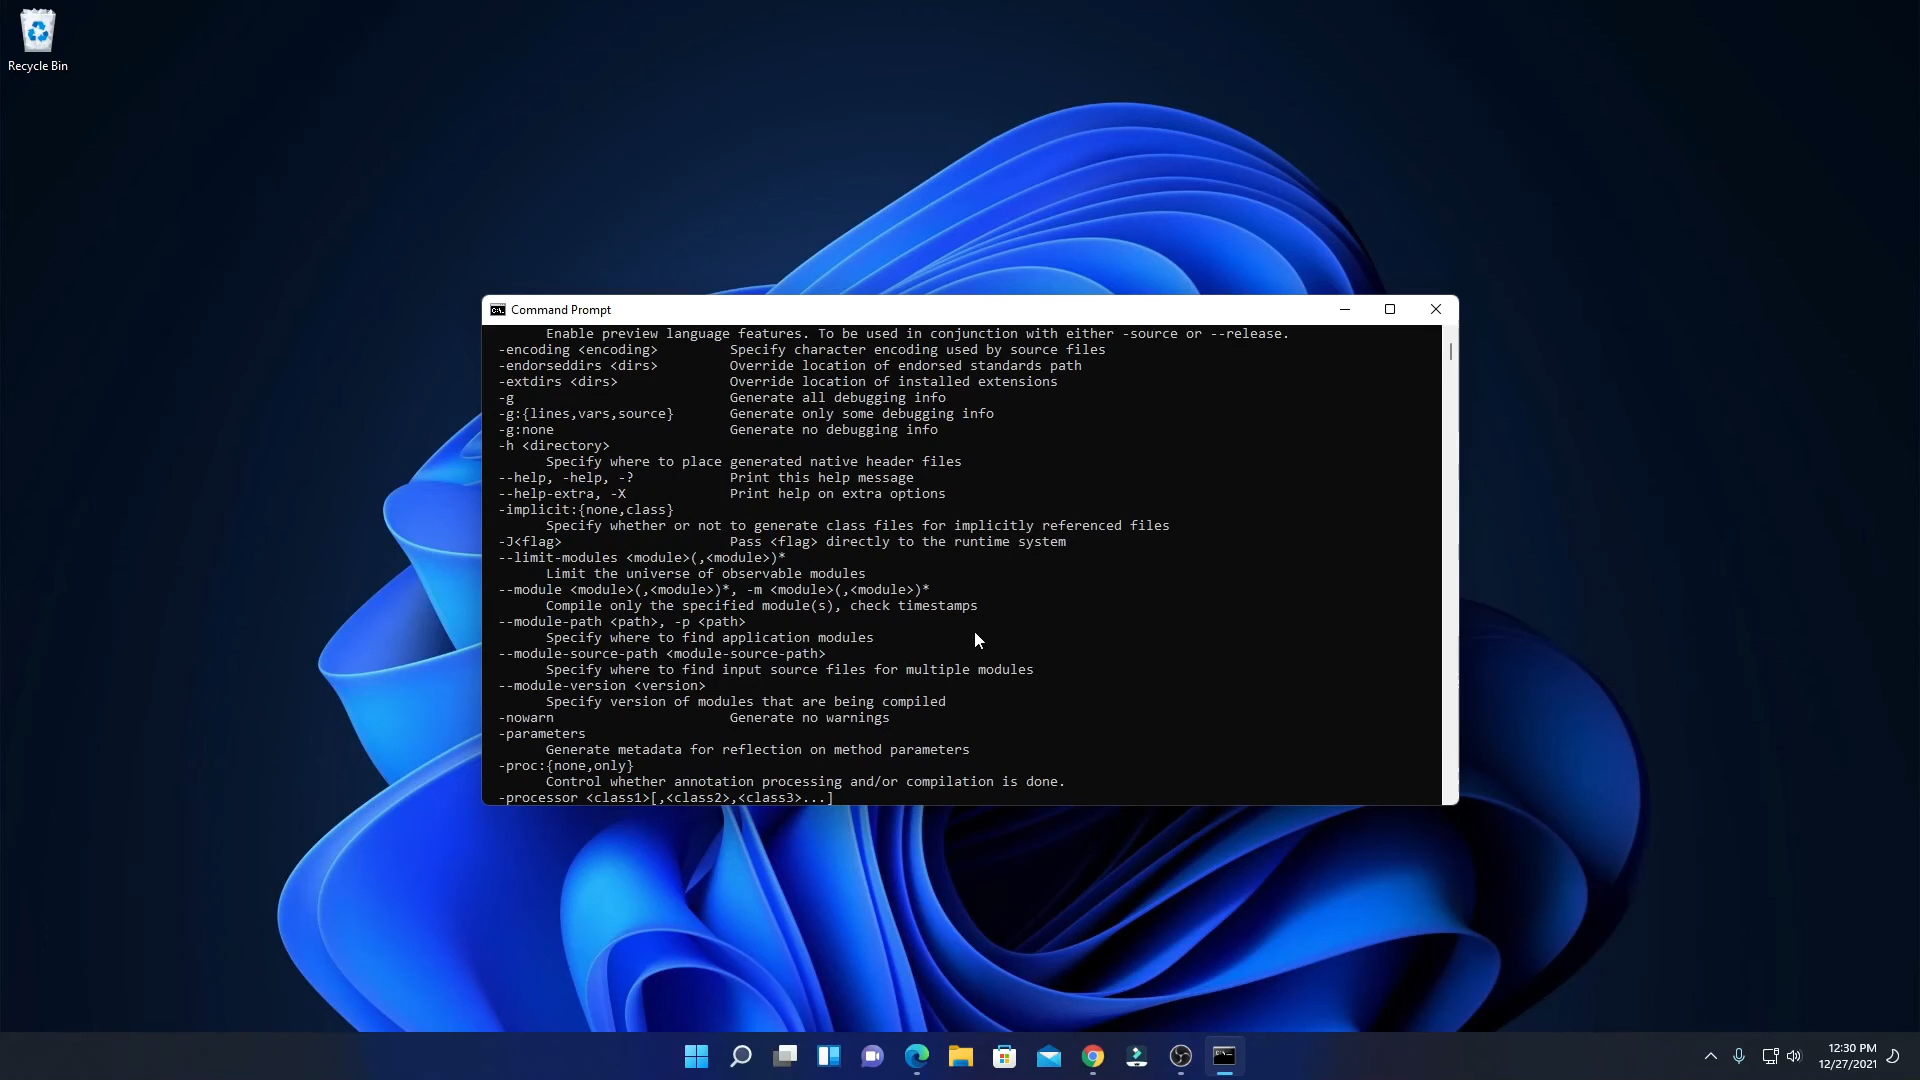 Recycle Bin
Command Prompt
Enable preview language features. To be used in conjunction with either -source or --release.
-encoding <encoding> Specify character encoding used by source files
-endorseddirs <dirs> Override location of endorsed standards path
-extdirs <dirs> Override location of installed extensions
-g Generate all debugging info
-g:{lines,vars,source} Generate only some debugging info
-g:none Generate no debugging info
-h <directory>
Specify where to place generated native header files
--help, -help, -? Print this help message
--help-extra, -X Print help on extra options
-implicit:{none,class}
Specify whether or not to generate class files for implicitly referenced files
-J<flag> Pass <flag> directly to the runtime system
--limit-modules <module>(,<module>)*
Limit the universe of observable modules
--module <module>(,<module>)*, -m <module>(,<module>)*
Compile only the specified module(s), check timestamps
--module-path <path>, -p <path>
Specify where to find application modules
--module-source-path <module-source-path>
Specify where to find input source files for multiple modules
--module-version <version>
Specify version of modules that are being compiled
-nowarn Generate no warnings
-parameters
Generate metadata for reflection on method parameters
-proc:{none,only}
Control whether annotation processing and/or compilation is done.
-processor <class1>[,<class2>,<class3>...]
12:30 PM
12/27/2021